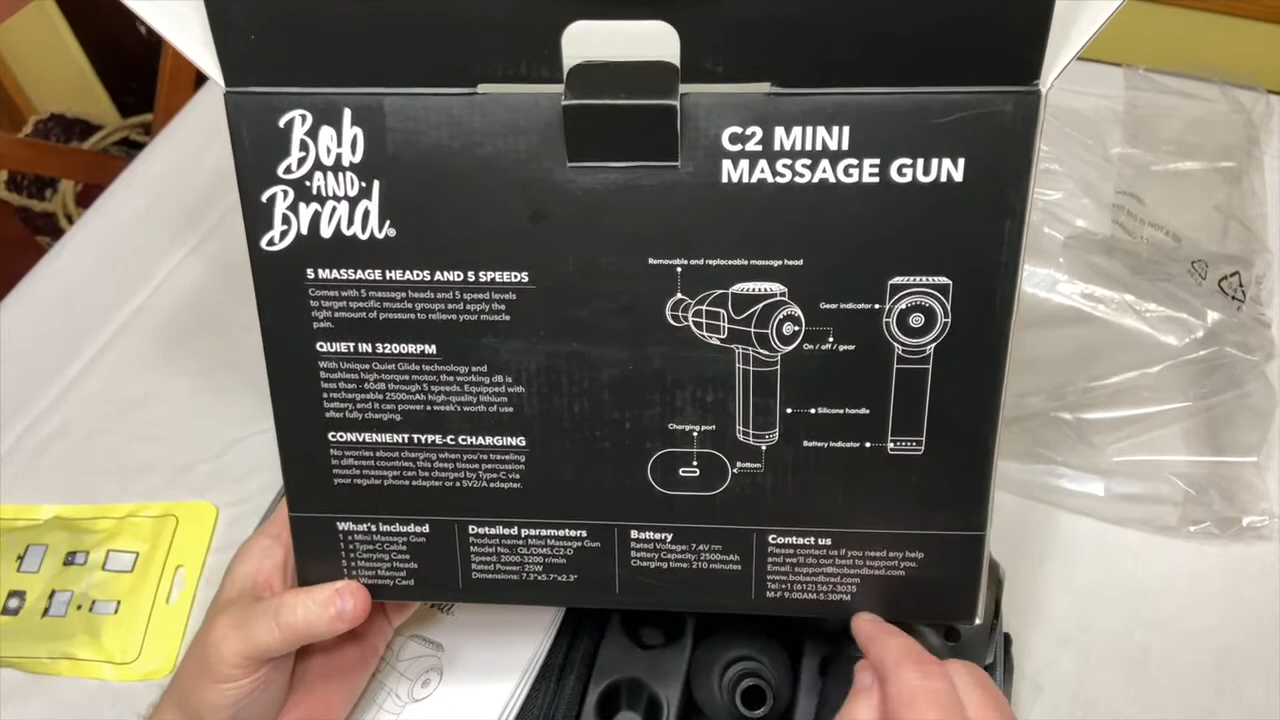 Bob
·AND·
Brad®
C2 MINI
MASSAGE GUN
5 MASSAGE HEADS AND 5 SPEEDS
Comes with 5 massage heads and 5 speed levels
to target specific muscle groups and apply the
right amount of pressure to relieve your muscle
pain.
QUIET IN 3200RPM
With Unique Quiet Glide technology and
Brushless high-torque motor, the working dB is
less than - 60dB through 5 speeds. Equipped with
a rechargeable 2500mAh high-quality lithium
battery, and it can power a week's worth of use
after fully charging.
CONVENIENT TYPE-C CHARGING
No worries about charging when you're traveling
in different countries, this deep tissue percussion
muscle massager can be charged by Type-C via
your regular phone adapter or a 5V2/A adapter.
Removable and replaceable massage head
Gear indicator
On / off / gear
Silicone handle
Charging port
Battery Indicator
Bottom
What's included
1 x Mini Massage Gun
1 x Type-C Cable
1 x Carrying Case
5 x Massage Heads
1 x User Manual
x Warranty Card
Detailed parameters
Product name: Mini Massage Gun
Model No. : QL/DMS.C2-D
Speed: 2000-3200 r/min
Rated Power: 25W
Dimensions: 7.3"x5.7"x2.3"
Battery
Rated Voltage: 7.4V
Battery Capacity: 2500mAh
Charging time: 210 minutes
Contact us
Please contact us if you need any help
and we'll do our best to assist.
Email: support@bobandbrad.com
www.bobandbrad.com
Tel:+1 (612) 567-3035
M-F 9:00AM-5:30PM